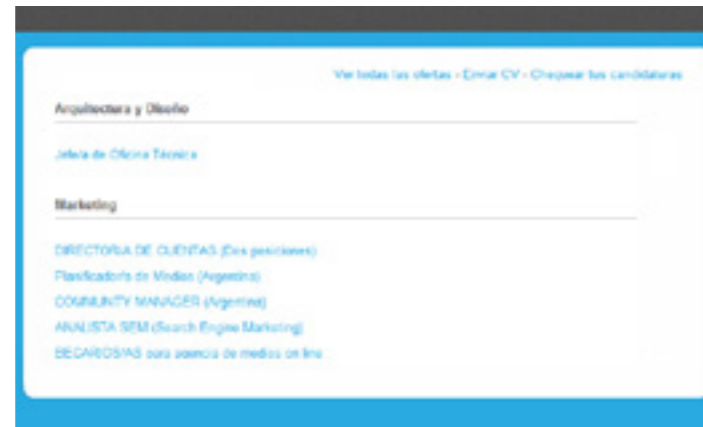 Ver todas las ofertas - Enviar CV - Chequear tus candidaturas
Arquitectura y Diseño
Jefe/a de Oficina Técnica
Marketing
DIRECTOR/A DE CUENTAS (Dos posiciones)
Planificador/a de Medios (Argentina)
COMMUNITY MANAGER (Argentina)
ANALISTA SEM (Search Engine Marketing)
BECARIOS/AS para agencia de medios on line